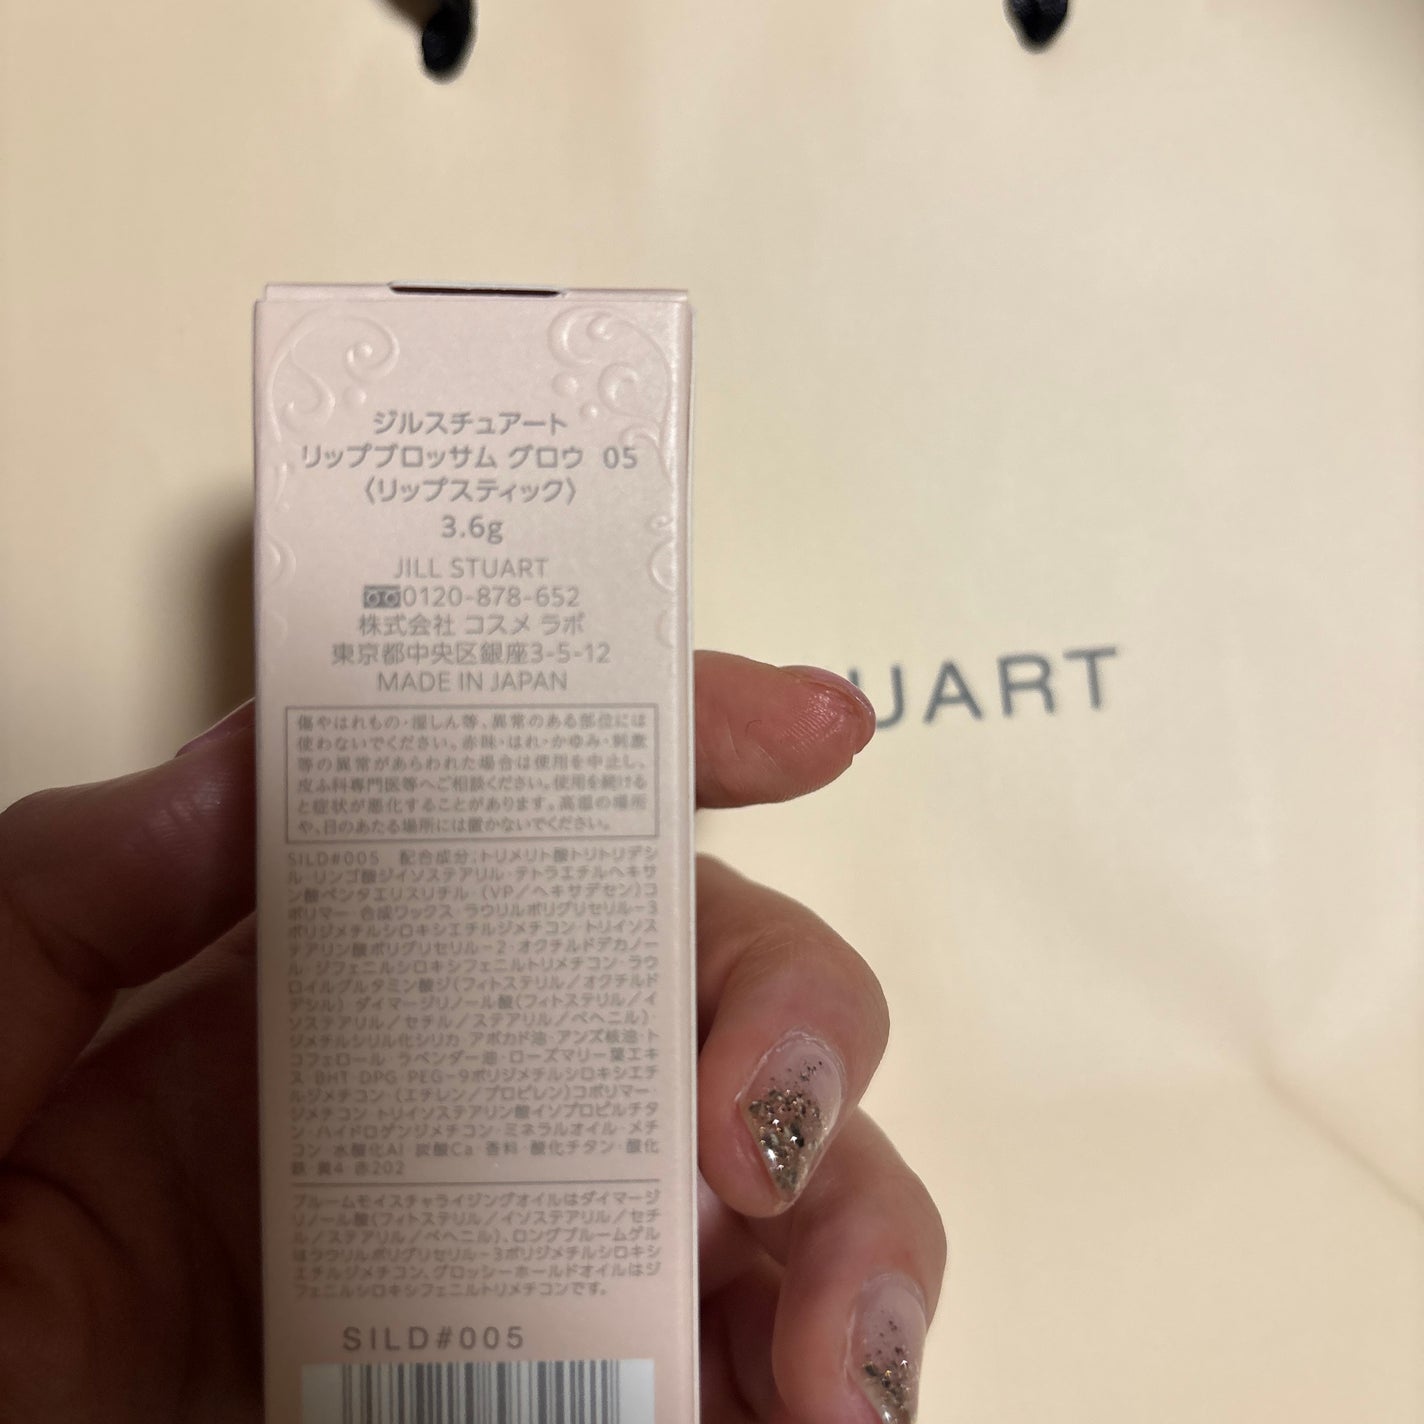 ジルスチュアート
リップブロッサム グロウ 05
〈リップスティック〉
3.6g
JILL STUART
0120-878-652
株式会社 コスメ ラボ
東京都中央区銀座3-5-12
MADE IN JAPAN
UART
傷やはれもの・湿しん等、異常のある部位には
使わないでください。赤味・はれ・かゆみ・刺激
等の異常があらわれた場合は使用を中止し、
皮ふ科専門医等へご相談ください。使用を続ける
と症状が悪化することがあります。高温の場所
や、日のあたる場所には置かないでください。
SILD#005 配合成分:トリメリト酸トリトリデシ
ル・リンゴ酸ジイソステアリル・テトラエチルヘキサ
ン酸ペンタエリスリチル・(VP/ヘキサデセン)コ
ポリマー・合成ワックス・ラウリルポリグリセリル-3
ポリジメチルシロキシエチルジメチコン・トリイソス
テアリン酸ポリグリセリル-2・オクチルドデカノー
ル・ジフェニルシロキシフェニルトリメチコン・ラウ
ロイルグルタミン酸ジ(フィトステリル/オクチルド
デシル)・ダイマージリノール酸(フィトステリル/イ
ソステアリル/セチル/ステアリル/ベヘニル)・
ジメチルシリル化シリカ・アボカド油・アンズ核油・ト
コフェロール・ラベンダー油・ローズマリー葉エキ
ス・BHT・DPG・PEG-9ポリジメチルシロキシエチ
ルジメチコン・(エチレン/プロピレン)コポリマー・
ジメチコン・トリイソステアリン酸イソプロピルチタ
ン・ハイドロゲンジメチコン・ミネラルオイル・メチ
コン・水酸化Al・炭酸Ca・香料・酸化チタン・酸化
鉄・黄4・赤202
ブルームモイスチャライジングオイルはダイマージ
リノール酸(フィトステリル/イソステアリル/セチ
ル/ステアリル/ベヘニル)、ロングブルームゲル
はラウリルポリグリセリル-3ポリジメチルシロキシ
エチルジメチコン、グロッシーホールドオイルはジ
フェニルシロキシフェニルトリメチコンです。
SILD#005